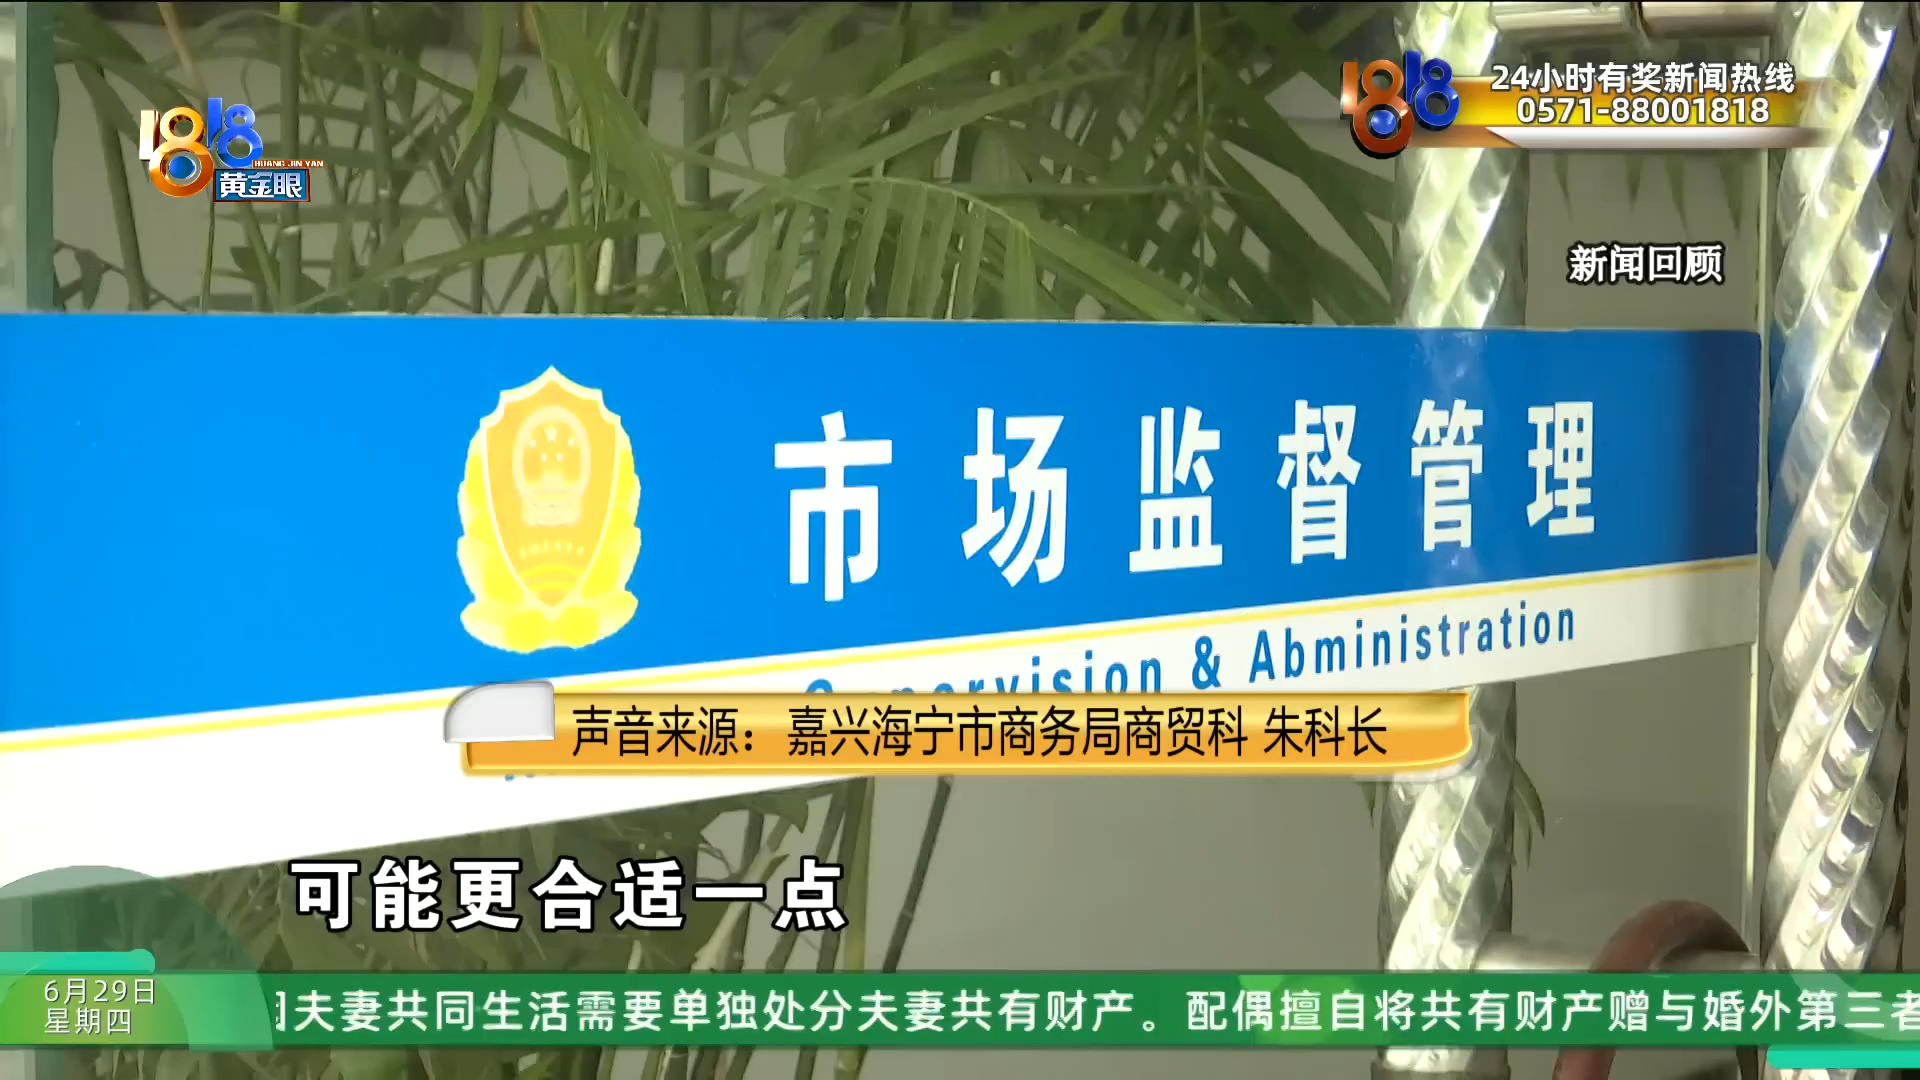 1818
HUANG JIN YAN
黄金眼
1818
24小时有奖新闻热线
0571-88001818
新闻回顾
市场监督管理
Supervision & Abministration
声音来源：嘉兴海宁市商务局商贸科 朱科长
可能更合适一点
6月29日
星期四
夫妻共同生活需要单独处分夫妻共有财产。配偶擅自将共有财产赠与婚外第三者